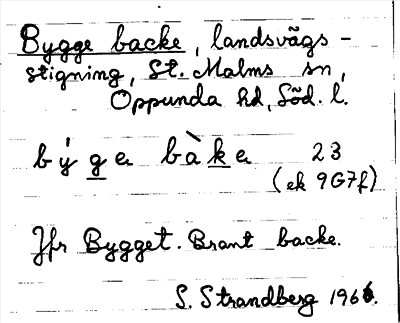 Bygge backe, landsvägs-
stigning, St. Malms sn,
Oppunda hd, Söd. l.
býge bàke 23
(ek 9G7f)
Jfr Bygget. Brant backe.
S. Strandberg 1966.